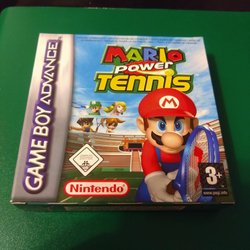 GAME BOY ADVANCE
MARIO
POWER
TENNIS
M
Nintendo
3+
www.pegi.info